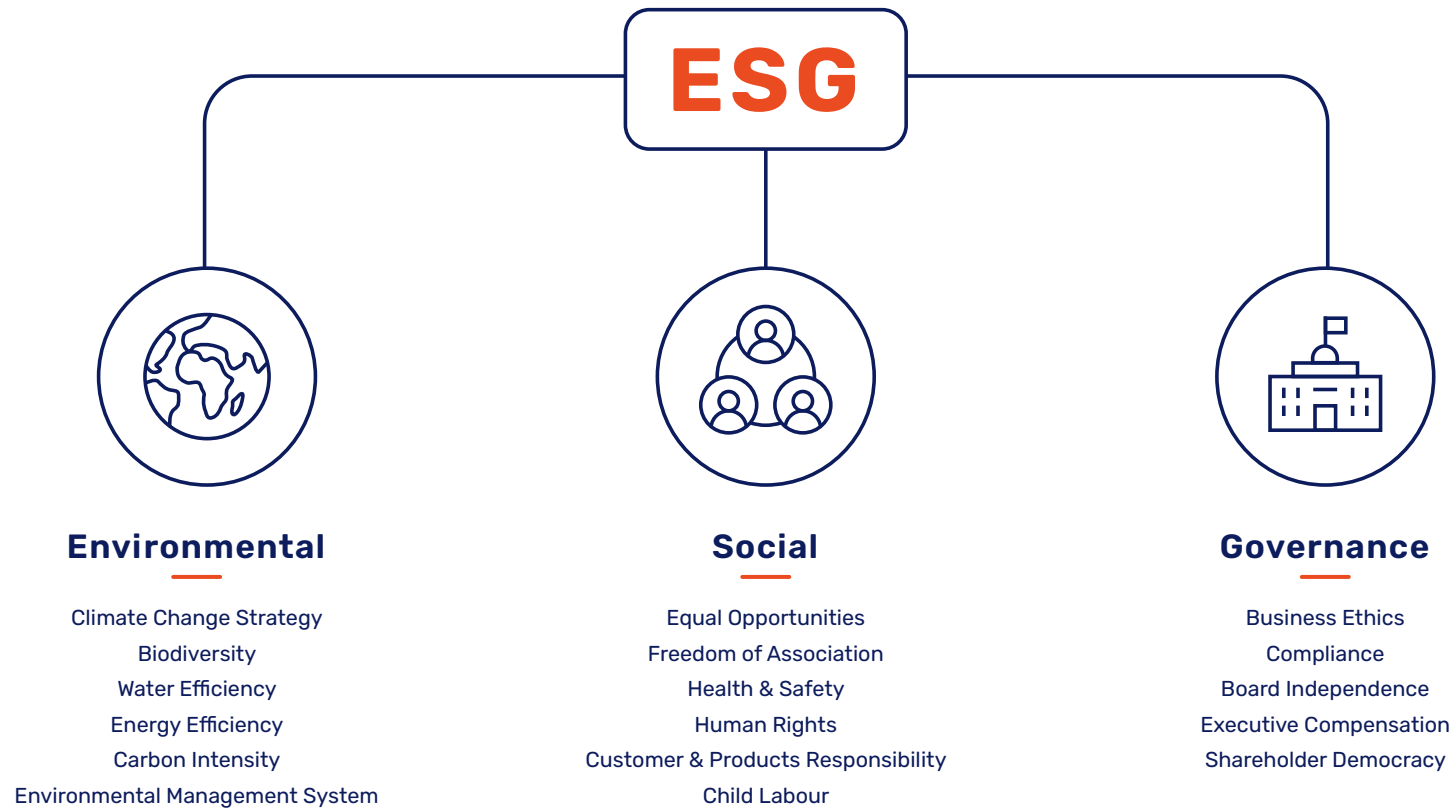 ESG
Environmental
Climate Change Strategy
Biodiversity
Water Efficiency
Energy Efficiency
Carbon Intensity
Environmental Management System
Social
Equal Opportunities
Freedom of Association
Health & Safety
Human Rights
Customer & Products Responsibility
Child Labour
Governance
Business Ethics
Compliance
Board Independence
Executive Compensation
Shareholder Democracy